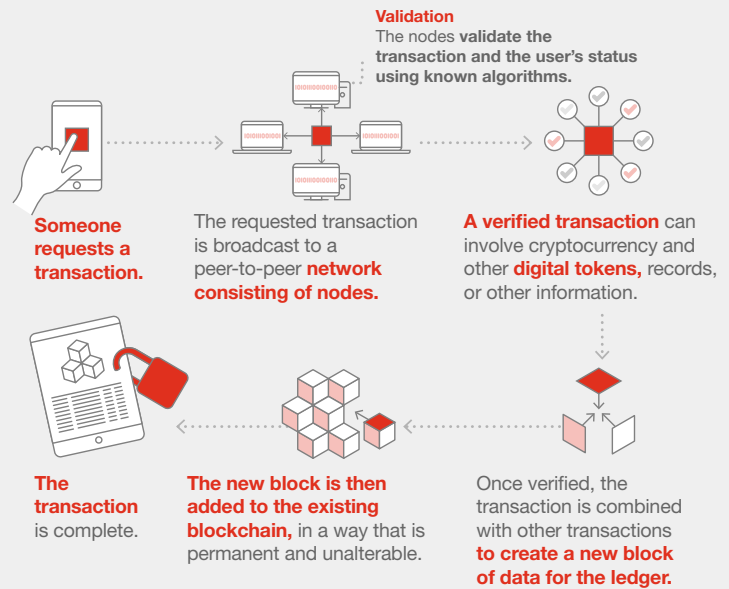 Validation
The nodes validate the
transaction and the user's status
using known algorithms.
Someone
requests a
transaction.
The requested transaction
is broadcast to a
peer-to-peer network
consisting of nodes.
A verified transaction can
involve cryptocurrency and
other digital tokens, records,
or other information.
Once verified, the
transaction is combined
with other transactions
to create a new block
of data for the ledger.
The new block is then
added to the existing
blockchain, in a way that is
permanent and unalterable.
The
transaction
is complete.